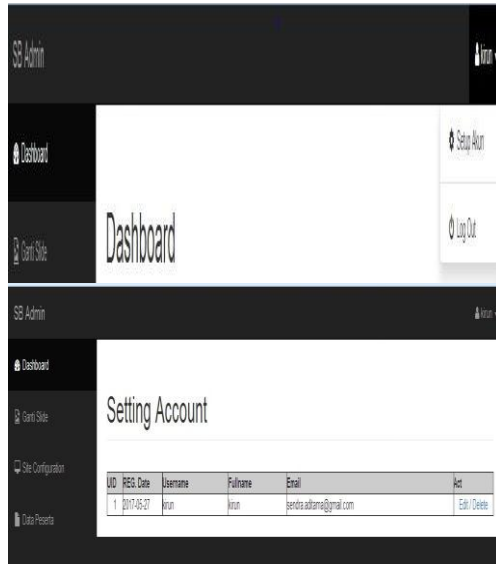 SB Admin
kirun
Dashboard
Setup Akun
Ganti Slide
Dashboard
Log Out
SB Admin
kirun
Dashboard
Ganti Slide
Setting Account
Site Configuration
UID REG. Date Username Fullname Email Act
1 2017-05-27 kirun kirun sendra.aditama@gmail.com Edit / Delete
Data Peserta